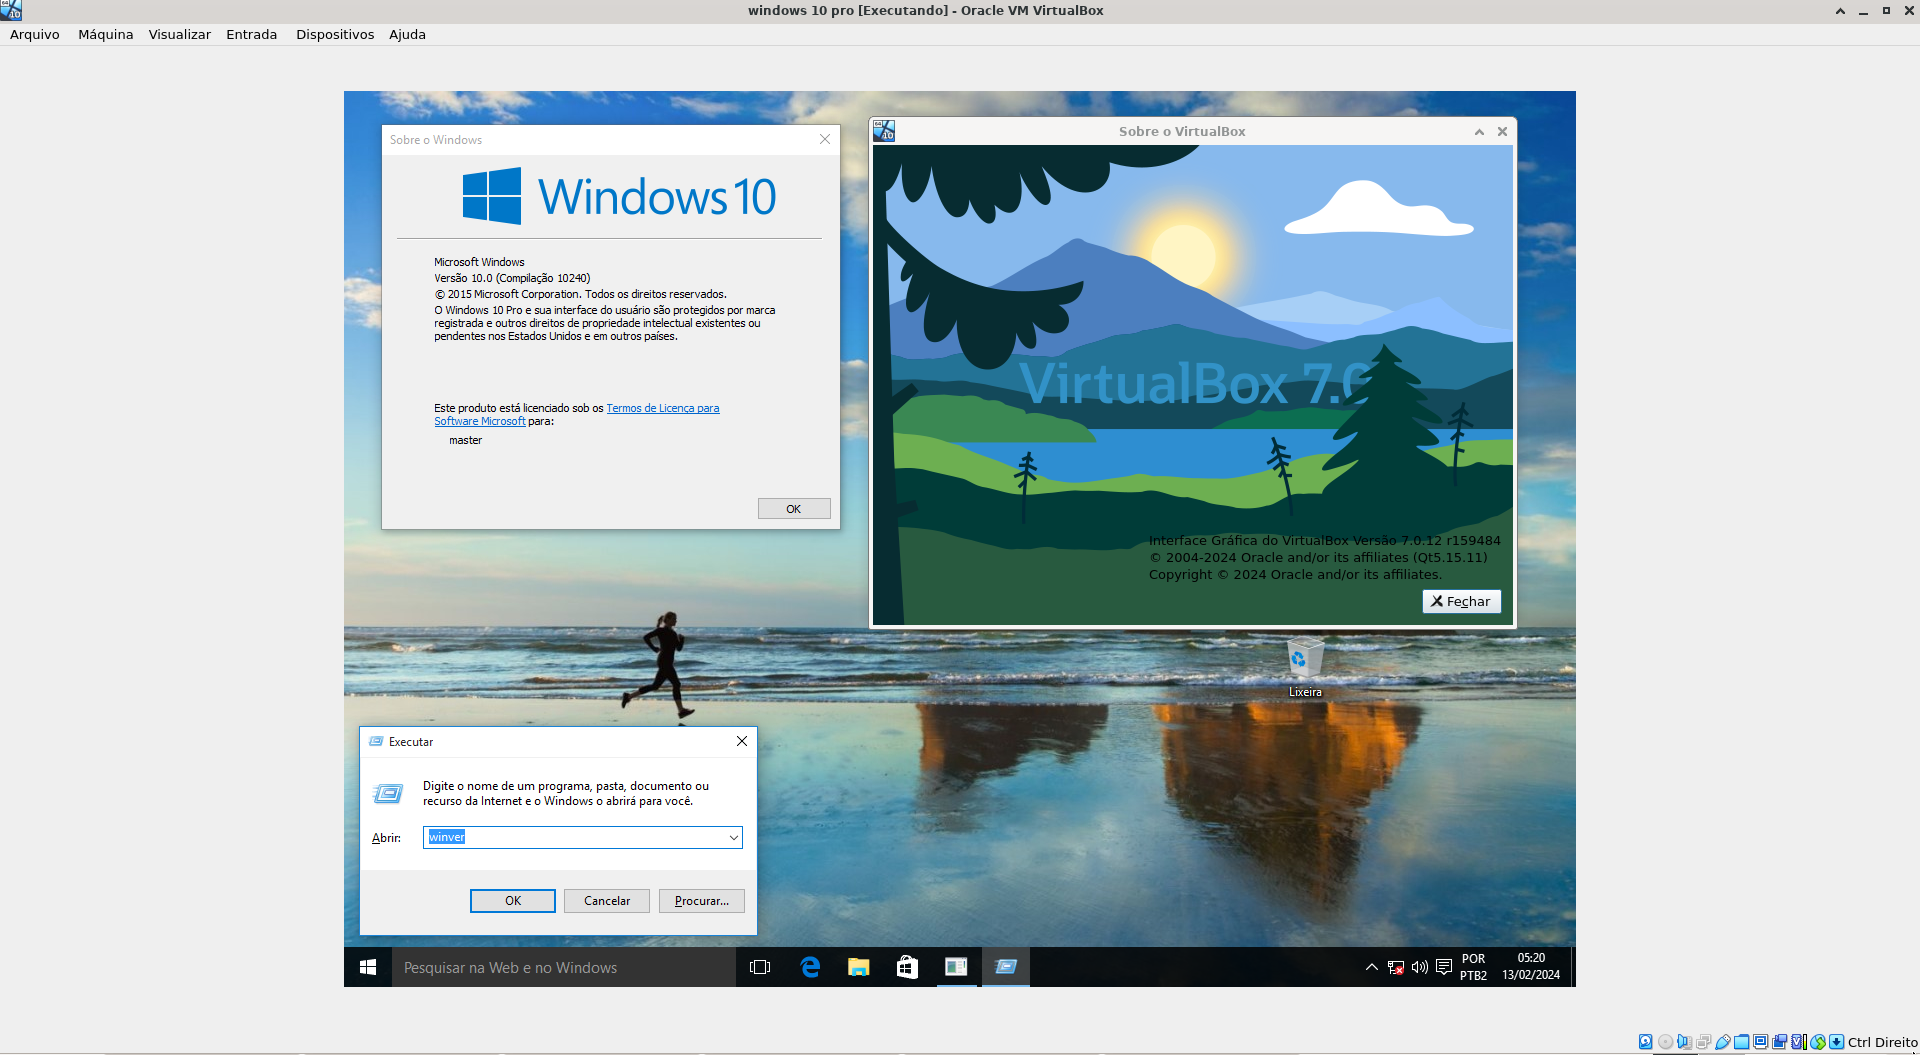 windows 10 pro [Executando] - Oracle VM VirtualBox
Arquivo Máquina Visualizar Entrada Dispositivos Ajuda
Sobre o Windows
Windows 10
Microsoft Windows
Versão 10.0 (Compilação 10240)
© 2015 Microsoft Corporation. Todos os direitos reservados.
O Windows 10 Pro e sua interface do usuário são protegidos por marca
registrada e outros direitos de propriedade intelectual existentes ou
pendentes nos Estados Unidos e em outros países.
Este produto está licenciado sob os Termos de Licença para
Software Microsoft para:
master
OK
Sobre o VirtualBox
VirtualBox 7.0
Interface Gráfica do VirtualBox Versão 7.0.12 r159484
© 2004-2024 Oracle and/or its affiliates (Qt5.15.11)
Copyright © 2024 Oracle and/or its affiliates.
Fechar
Lixeira
Executar
Digite o nome de um programa, pasta, documento ou
recurso da Internet e o Windows o abrirá para você.
Abrir: winver
OK Cancelar Procurar...
Pesquisar na Web e no Windows
POR
PTB2
05:20
13/02/2024
Ctrl Direito